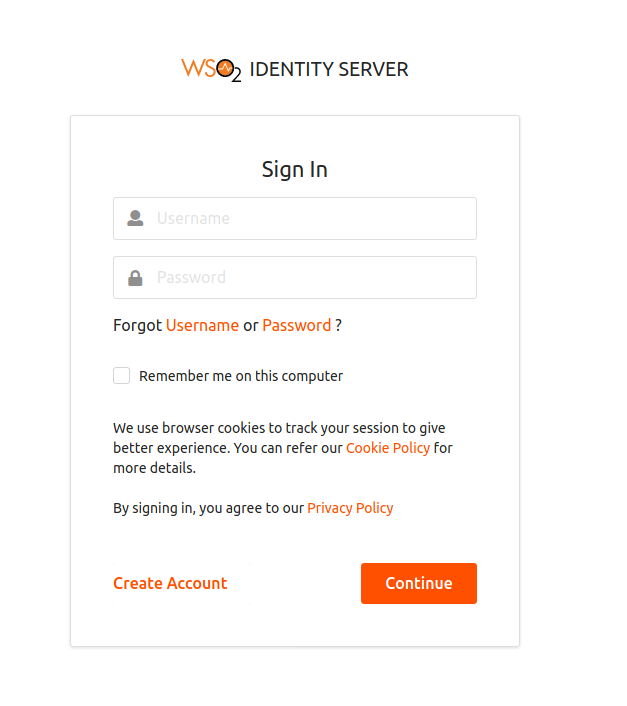 WSO2 IDENTITY SERVER
Sign In
Username
Password
Forgot Username or Password ?
Remember me on this computer
We use browser cookies to track your session to give
better experience. You can refer our Cookie Policy for
more details.
By signing in, you agree to our Privacy Policy
Create Account
Continue